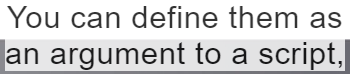 You can define them as
an argument to a script,